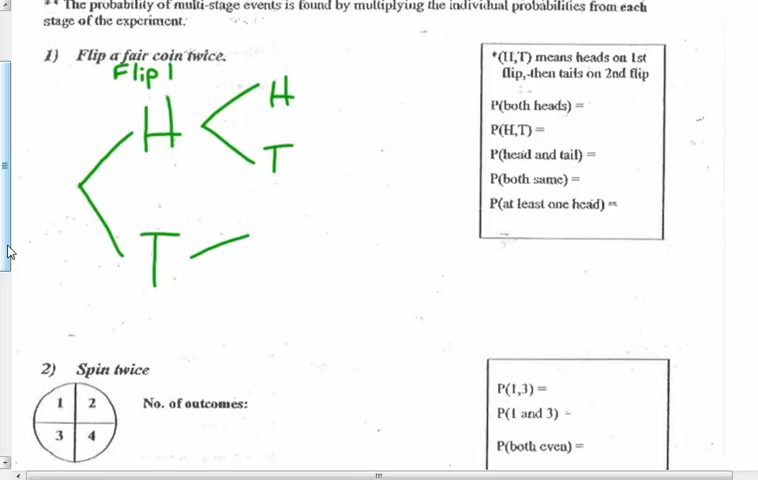 ** The probability of multi-stage events is found by multiplying the individual probabilities from each
stage of the experiment.
1) Flip a fair coin twice.
Flip 1
H
H
T
T
*(H,T) means heads on 1st
flip, then tails on 2nd flip
P(both heads) =
P(H,T) =
P(head and tail) =
P(both same) =
P(at least one head) =
2) Spin twice
1 2
3 4
No. of outcomes:
P(1,3) =
P(1 and 3) -
P(both even) =